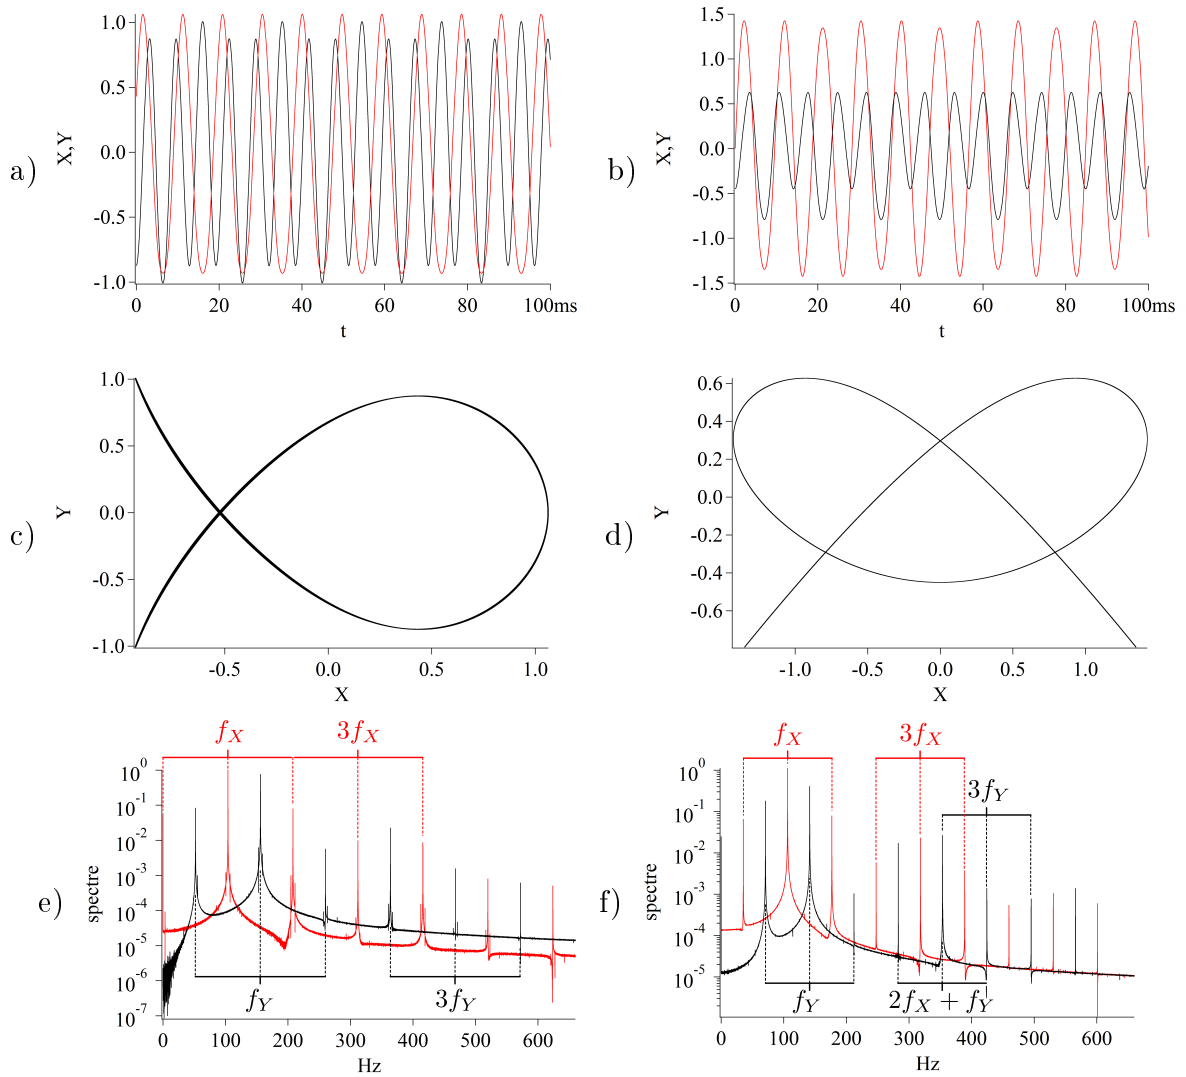 a)
X,Y
1.0
0.5
0.0
-0.5
-1.0
0 20 40 60 80 100ms
t
b)
X,Y
1.5
1.0
0.5
0.0
-0.5
-1.0
-1.5
0 20 40 60 80 100ms
t
c)
Y
1.0
0.5
0.0
-0.5
-1.0
-0.5 0.0 0.5 1.0
X
d)
Y
0.6
0.4
0.2
0.0
-0.2
-0.4
-0.6
-1.0 -0.5 0.0 0.5 1.0
X
e)
spectre
f_X 3f_X
10^0
10^-1
10^-2
10^-3
10^-4
10^-5
10^-6
10^-7
f_Y 3f_Y
0 100 200 300 400 500 600
Hz
f)
spectre
f_X 3f_X
3f_Y
10^0
10^-1
10^-2
10^-3
10^-4
10^-5
f_Y 2f_X + f_Y
0 100 200 300 400 500 600
Hz